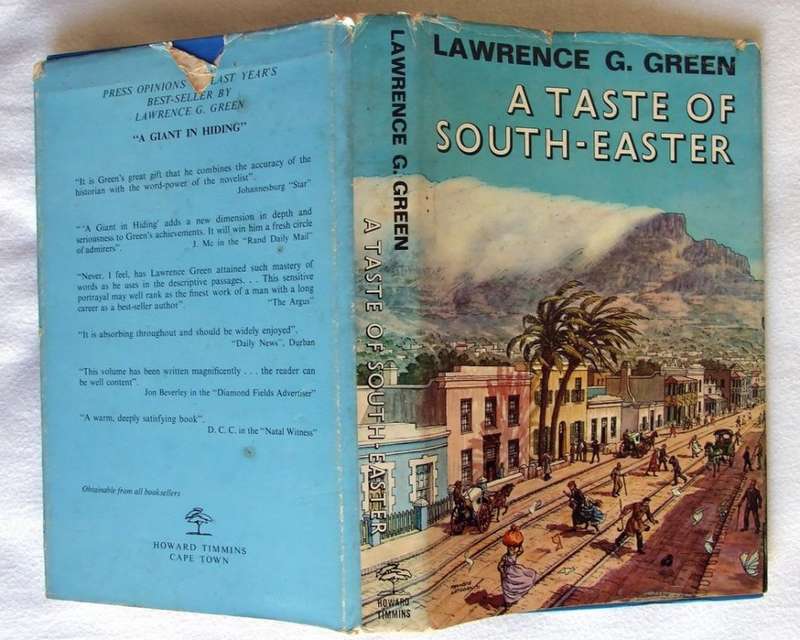 PRESS OPINIONS LAST YEAR'S
BEST-SELLER BY
LAWRENCE G. GREEN
"A GIANT IN HIDING"
"It is Green's great gift that he combines the accuracy of the
historian with the word-power of the novelist".
Johannesburg "Star"
"'A Giant in Hiding' adds a new dimension in depth and
seriousness to Green's achievements. It will win him a fresh circle
of admirers".
J. Mc in the "Rand Daily Mail"
"Never, I feel, has Lawrence Green attained such mastery of
words as he uses in the descriptive passages. . . This sensitive
portrayal may well rank as the finest work of a man with a long
career as a best-seller author".
"The Argus"
"It is absorbing throughout and should be widely enjoyed".
"Daily News", Durban
"This volume has been written magnificently . . . the reader can
be well content".
Jon Beverley in the "Diamond Fields Advertiser"
"A warm, deeply satisfying book".
D. C. C. in the "Natal Witness"
Obtainable from all booksellers
HOWARD TIMMINS
CAPE TOWN
LAWRENCE G. GREEN
A TASTE OF SOUTH-EASTER
HOWARD
TIMMINS
LAWRENCE G. GREEN
A TASTE OF
SOUTH-EASTER